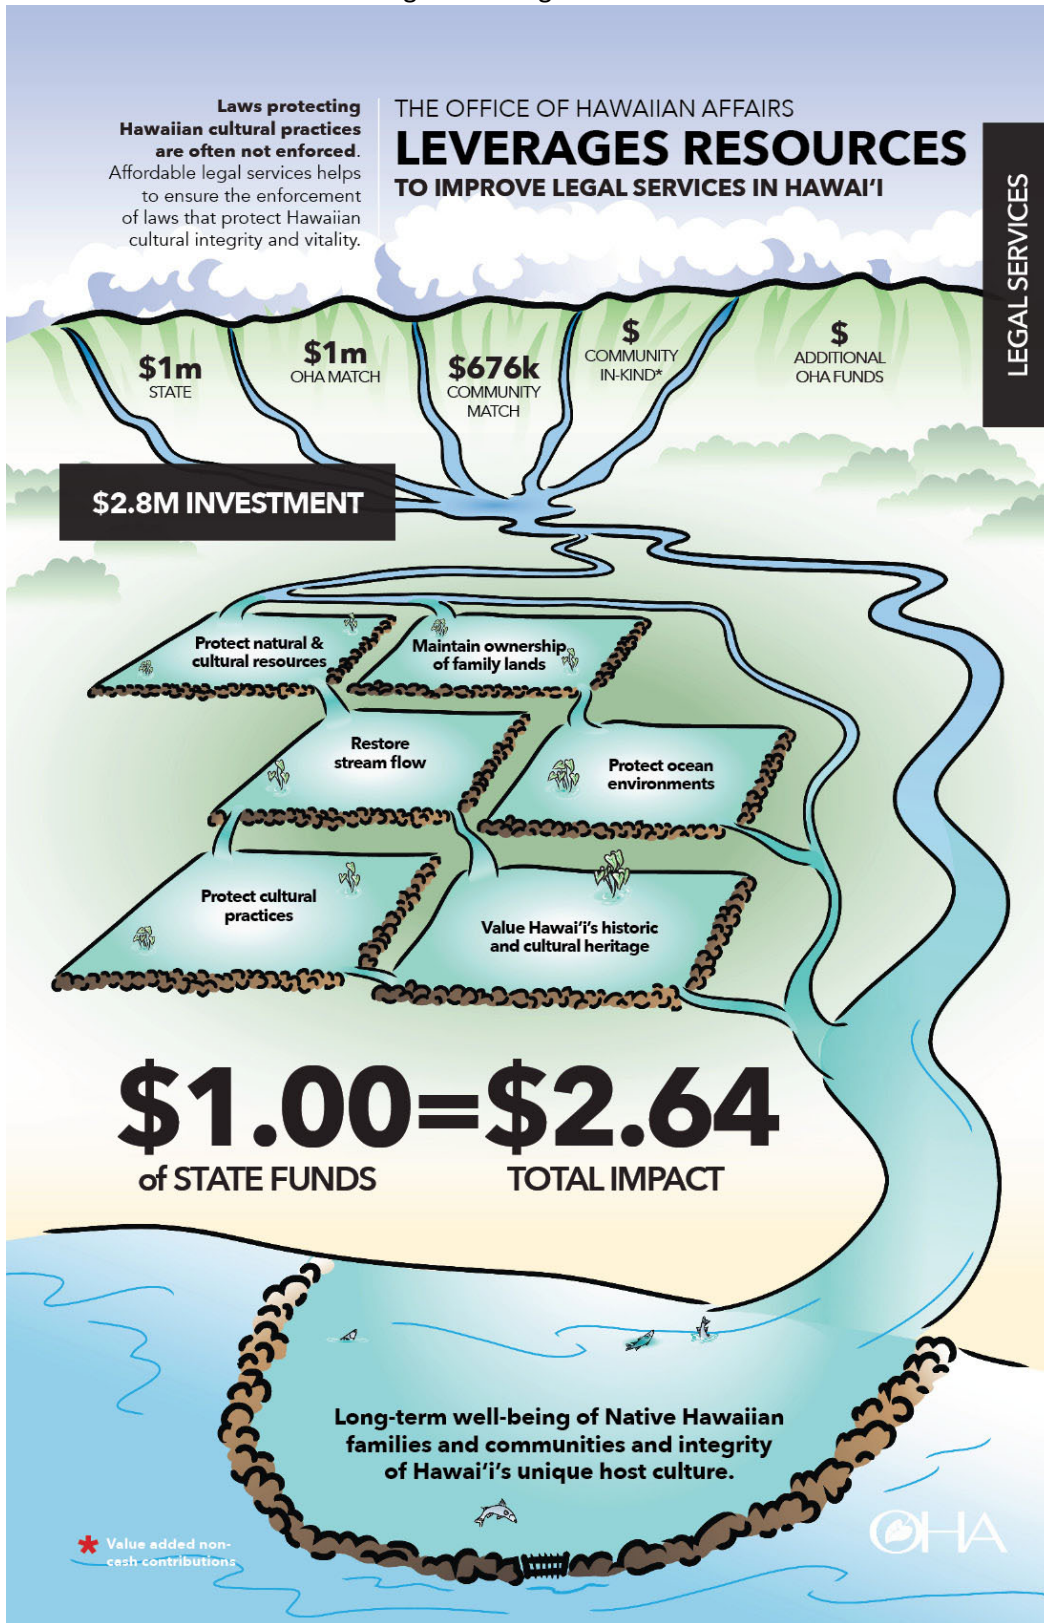 Laws protecting
Hawaiian cultural practices
are often not enforced.
Affordable legal services helps
to ensure the enforcement
of laws that protect Hawaiian
cultural integrity and vitality.
THE OFFICE OF HAWAIIAN AFFAIRS
LEVERAGES RESOURCES
TO IMPROVE LEGAL SERVICES IN HAWAI‘I
LEGAL SERVICES
$1m
STATE
$1m
OHA MATCH
$676k
COMMUNITY
MATCH
$
COMMUNITY
IN-KIND*
$
ADDITIONAL
OHA FUNDS
$2.8M INVESTMENT
Protect natural &
cultural resources
Maintain ownership
of family lands
Restore
stream flow
Protect ocean
environments
Protect cultural
practices
Value Hawai‘i’s historic
and cultural heritage
$1.00=$2.64
of STATE FUNDS TOTAL IMPACT
Long-term well-being of Native Hawaiian
families and communities and integrity
of Hawai‘i’s unique host culture.
* Value added non-
cash contributions
OHA